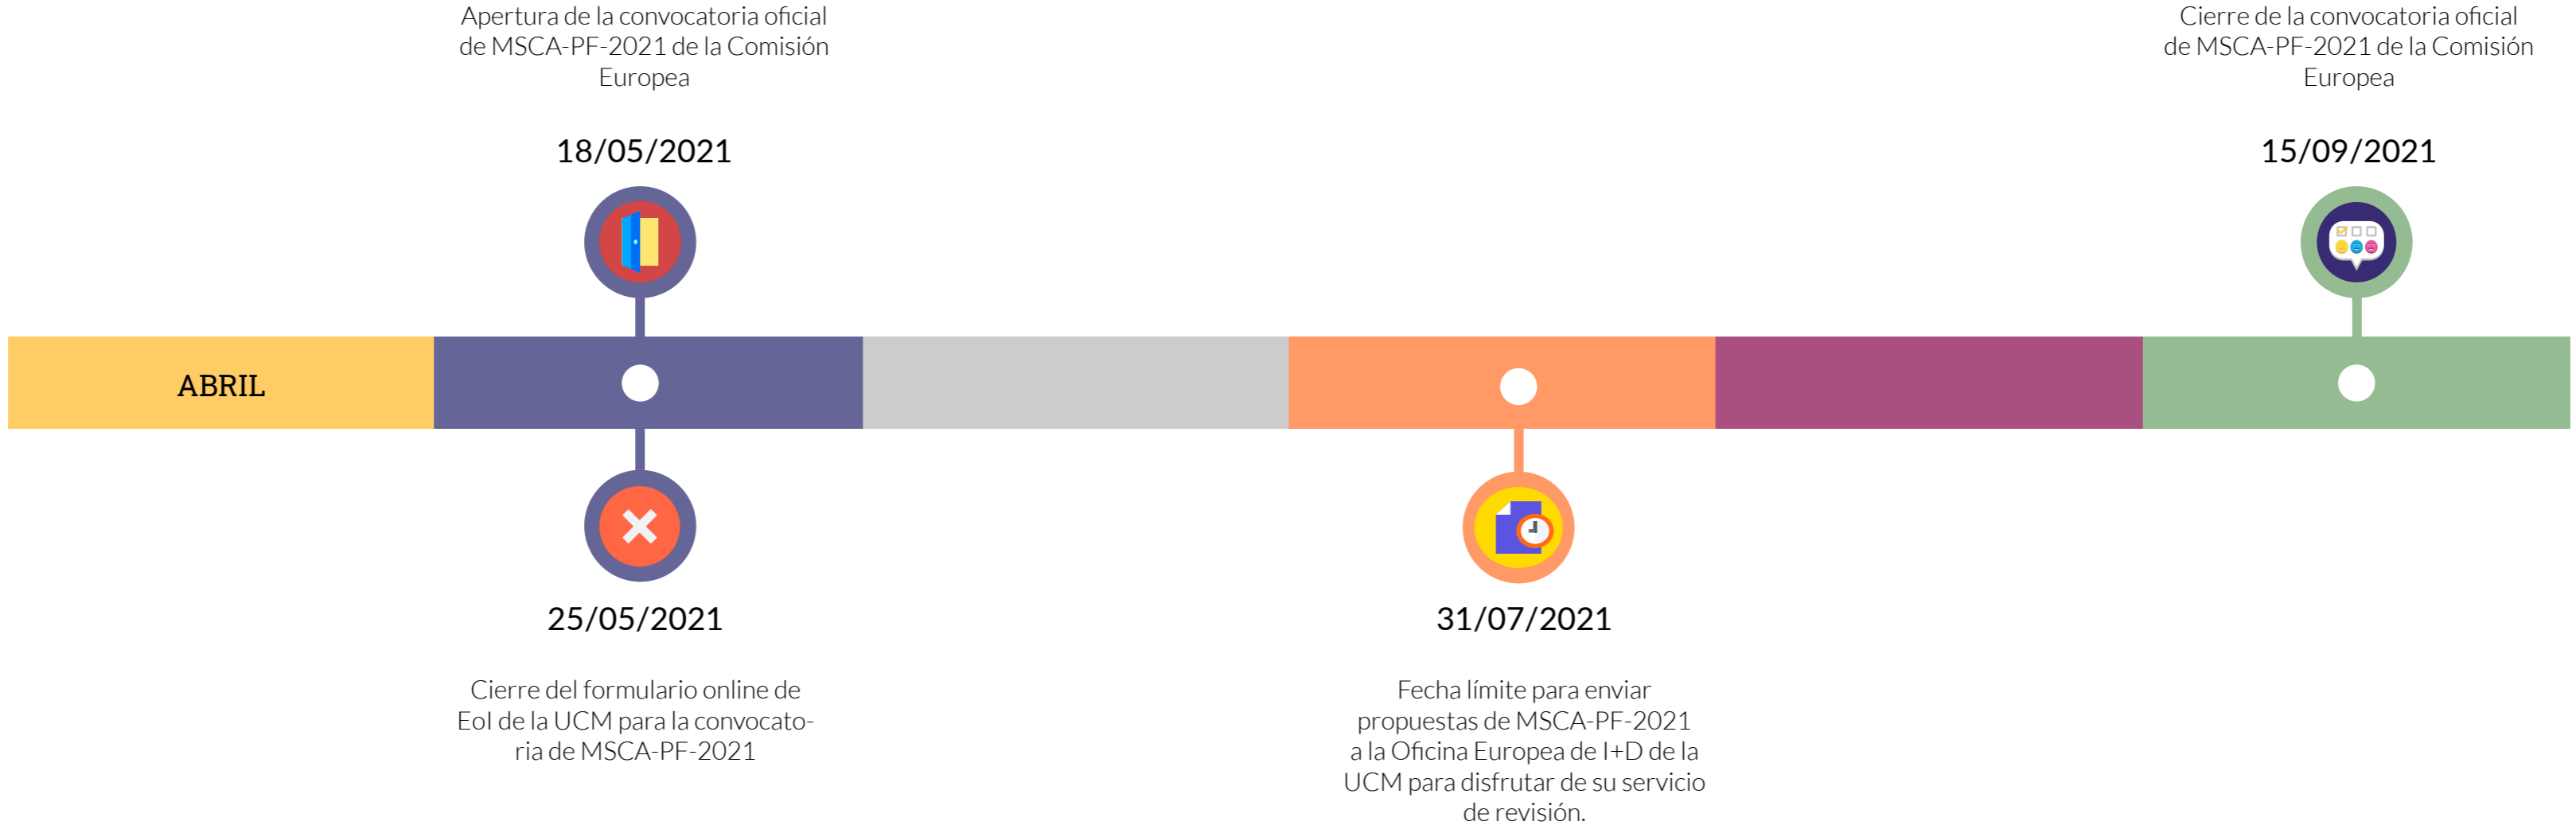 Apertura de la convocatoria oficial
de MSCA-PF-2021 de la Comisión
Europea
18/05/2021
Cierre de la convocatoria oficial
de MSCA-PF-2021 de la Comisión
Europea
15/09/2021
ABRIL
25/05/2021
Cierre del formulario online de
EoI de la UCM para la convocato-
ria de MSCA-PF-2021
31/07/2021
Fecha límite para enviar
propuestas de MSCA-PF-2021
a la Oficina Europea de I+D de la
UCM para disfrutar de su servicio
de revisión.